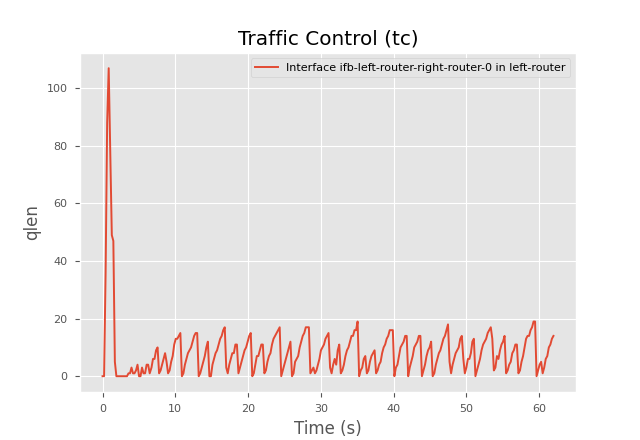 Traffic Control (tc)
Interface ifb-left-router-right-router-0 in left-router
100
80
60
40
20
0
qlen
0 10 20 30 40 50 60
Time (s)